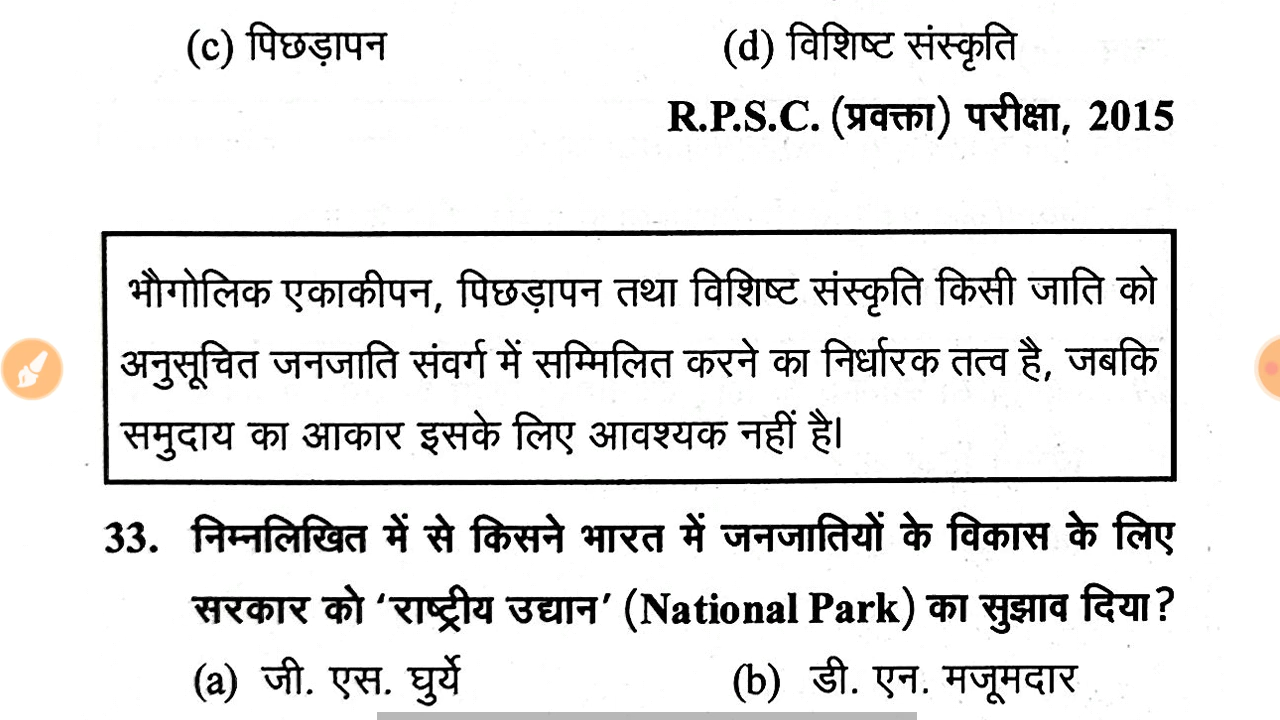 (c) पिछड़ापन (d) विशिष्ट संस्कृति
R.P.S.C. (प्रवक्ता) परीक्षा, 2015
भौगोलिक एकाकीपन, पिछड़ापन तथा विशिष्ट संस्कृति किसी जाति को
अनुसूचित जनजाति संवर्ग में सम्मिलित करने का निर्धारक तत्व है, जबकि
समुदाय का आकार इसके लिए आवश्यक नहीं है।
33. निम्नलिखित में से किसने भारत में जनजातियों के विकास के लिए
सरकार को ‘राष्ट्रीय उद्यान’ (National Park) का सुझाव दिया?
(a) जी. एस. घुर्ये (b) डी. एन. मजूमदार